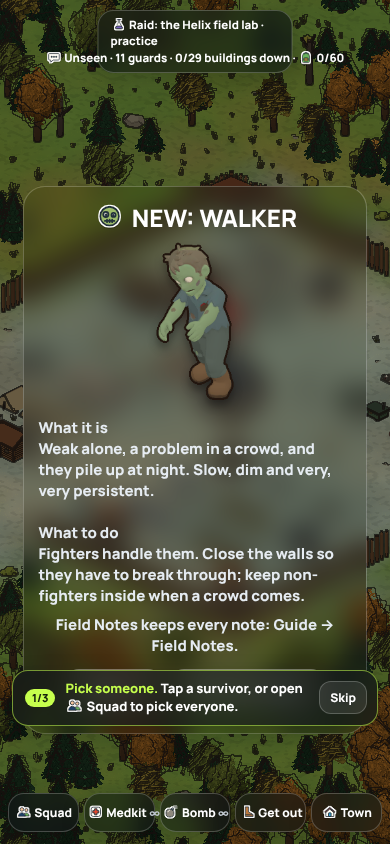 Raid: the Helix field lab ·
practice
Unseen · 11 guards · 0/29 buildings down · 0/60
NEW: WALKER
What it is
Weak alone, a problem in a crowd, and
they pile up at night. Slow, dim and very,
very persistent.
What to do
Fighters handle them. Close the walls so
they have to break through; keep non-
fighters inside when a crowd comes.
Field Notes keeps every note: Guide →
Field Notes.
1/3
Pick someone. Tap a survivor, or open
Squad to pick everyone.
Skip
Squad
Medkit ∞
Bomb ∞
Get out
Town